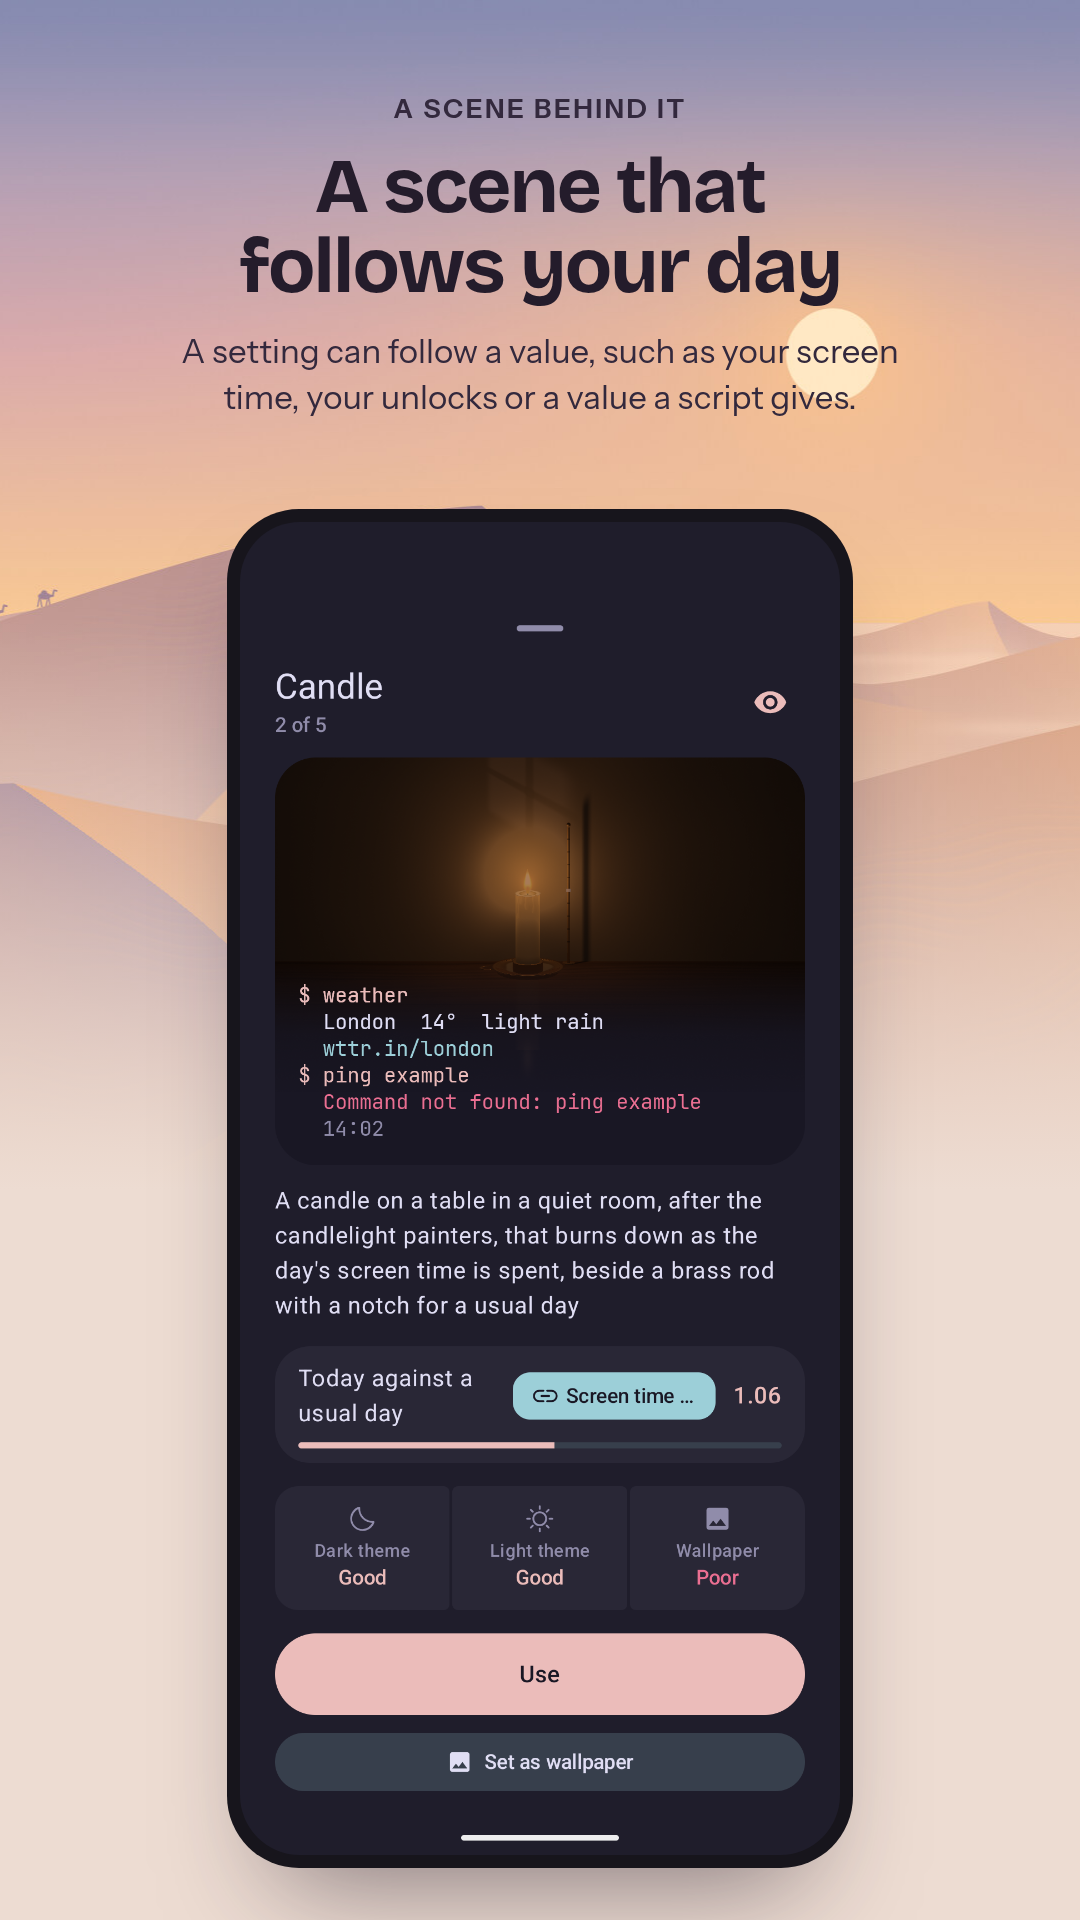 A SCENE BEHIND IT
A scene that
follows your day
A setting can follow a value, such as your screen
time, your unlocks or a value a script gives.
Candle
2 of 5
$ weather
London 14° light rain
wttr.in/london
$ ping example
Command not found: ping example
14:02
A candle on a table in a quiet room, after the
candlelight painters, that burns down as the
day's screen time is spent, beside a brass rod
with a notch for a usual day
Today against a
usual day
Screen time ...
1.06
Dark theme
Good
Light theme
Good
Wallpaper
Poor
Use
Set as wallpaper